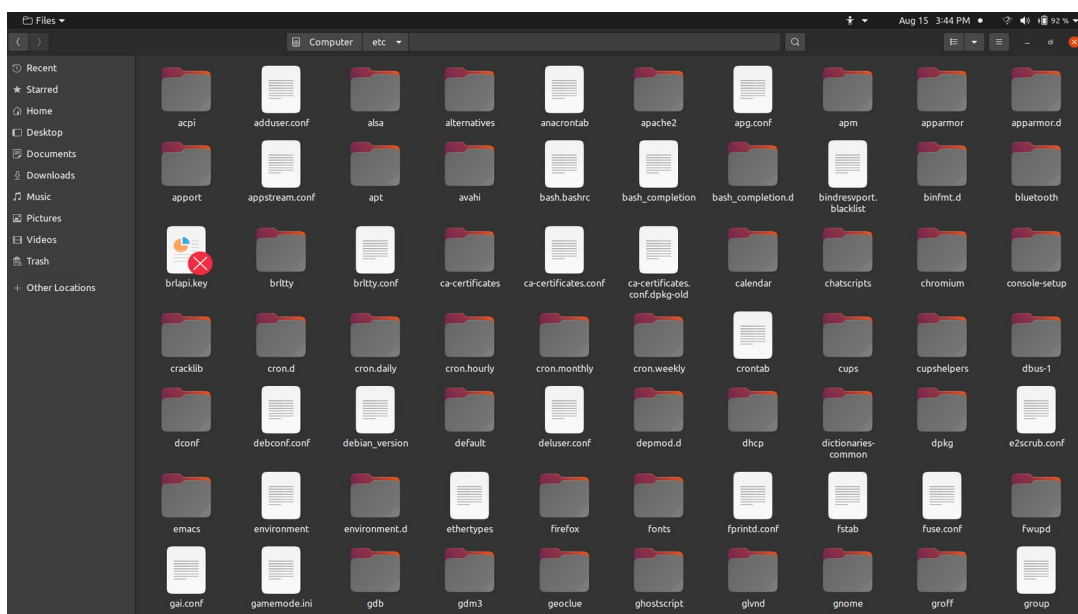 Files
Aug 15 3:44 PM
92 %
Computer etc
Recent
Starred
Home
Desktop
Documents
Downloads
Music
Pictures
Videos
Trash
+ Other Locations
acpi adduser.conf alsa alternatives anacrontab apache2 apg.conf apm apparmor apparmor.d
apport appstream.conf apt avahi bash.bashrc bash_completion bash_completion.d bindresvport. binfmt.d bluetooth
blacklist
brlapi.key brltty brltty.conf ca-certificates ca-certificates.conf ca-certificates. calendar chatscripts chromium console-setup
conf.dpkg-old
cracklib cron.d cron.daily cron.hourly cron.monthly cron.weekly crontab cups cupshelpers dbus-1
dconf debconf.conf debian_version default deluser.conf depmod.d dhcp dictionaries- dpkg e2scrub.conf
common
emacs environment environment.d ethertypes firefox fonts fprintd.conf fstab fuse.conf fwupd
gai.conf gamemode.ini gdb gdm3 geoclue ghostscript glvnd gnome groff group